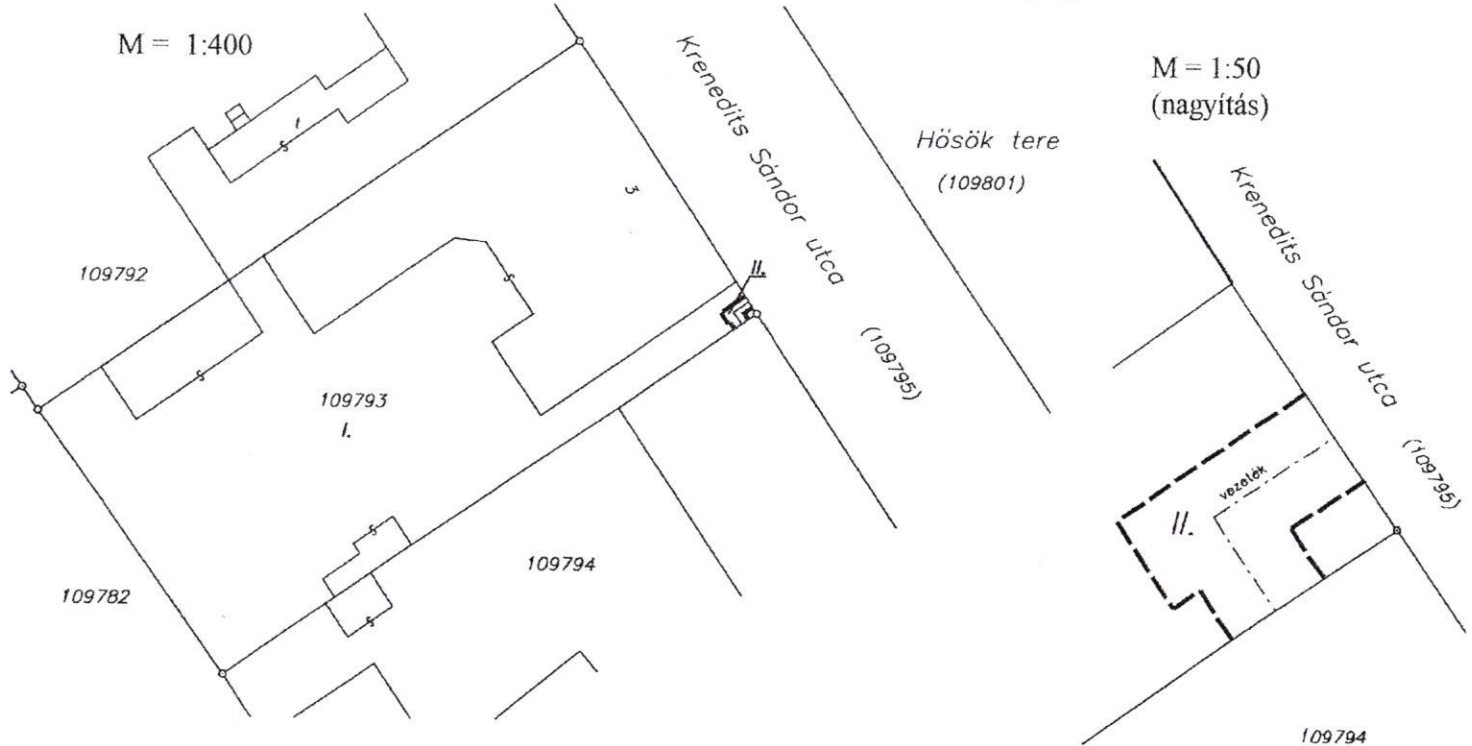 M = 1:400
Krenedits Sándor utca
(109795)
Hösök tere
(109801)
1
3
109792
II.
109793
I.
109782
109794
M = 1:50
(nagyítás)
Krenedits Sándor utca
(109795)
vezeték
II.
109794